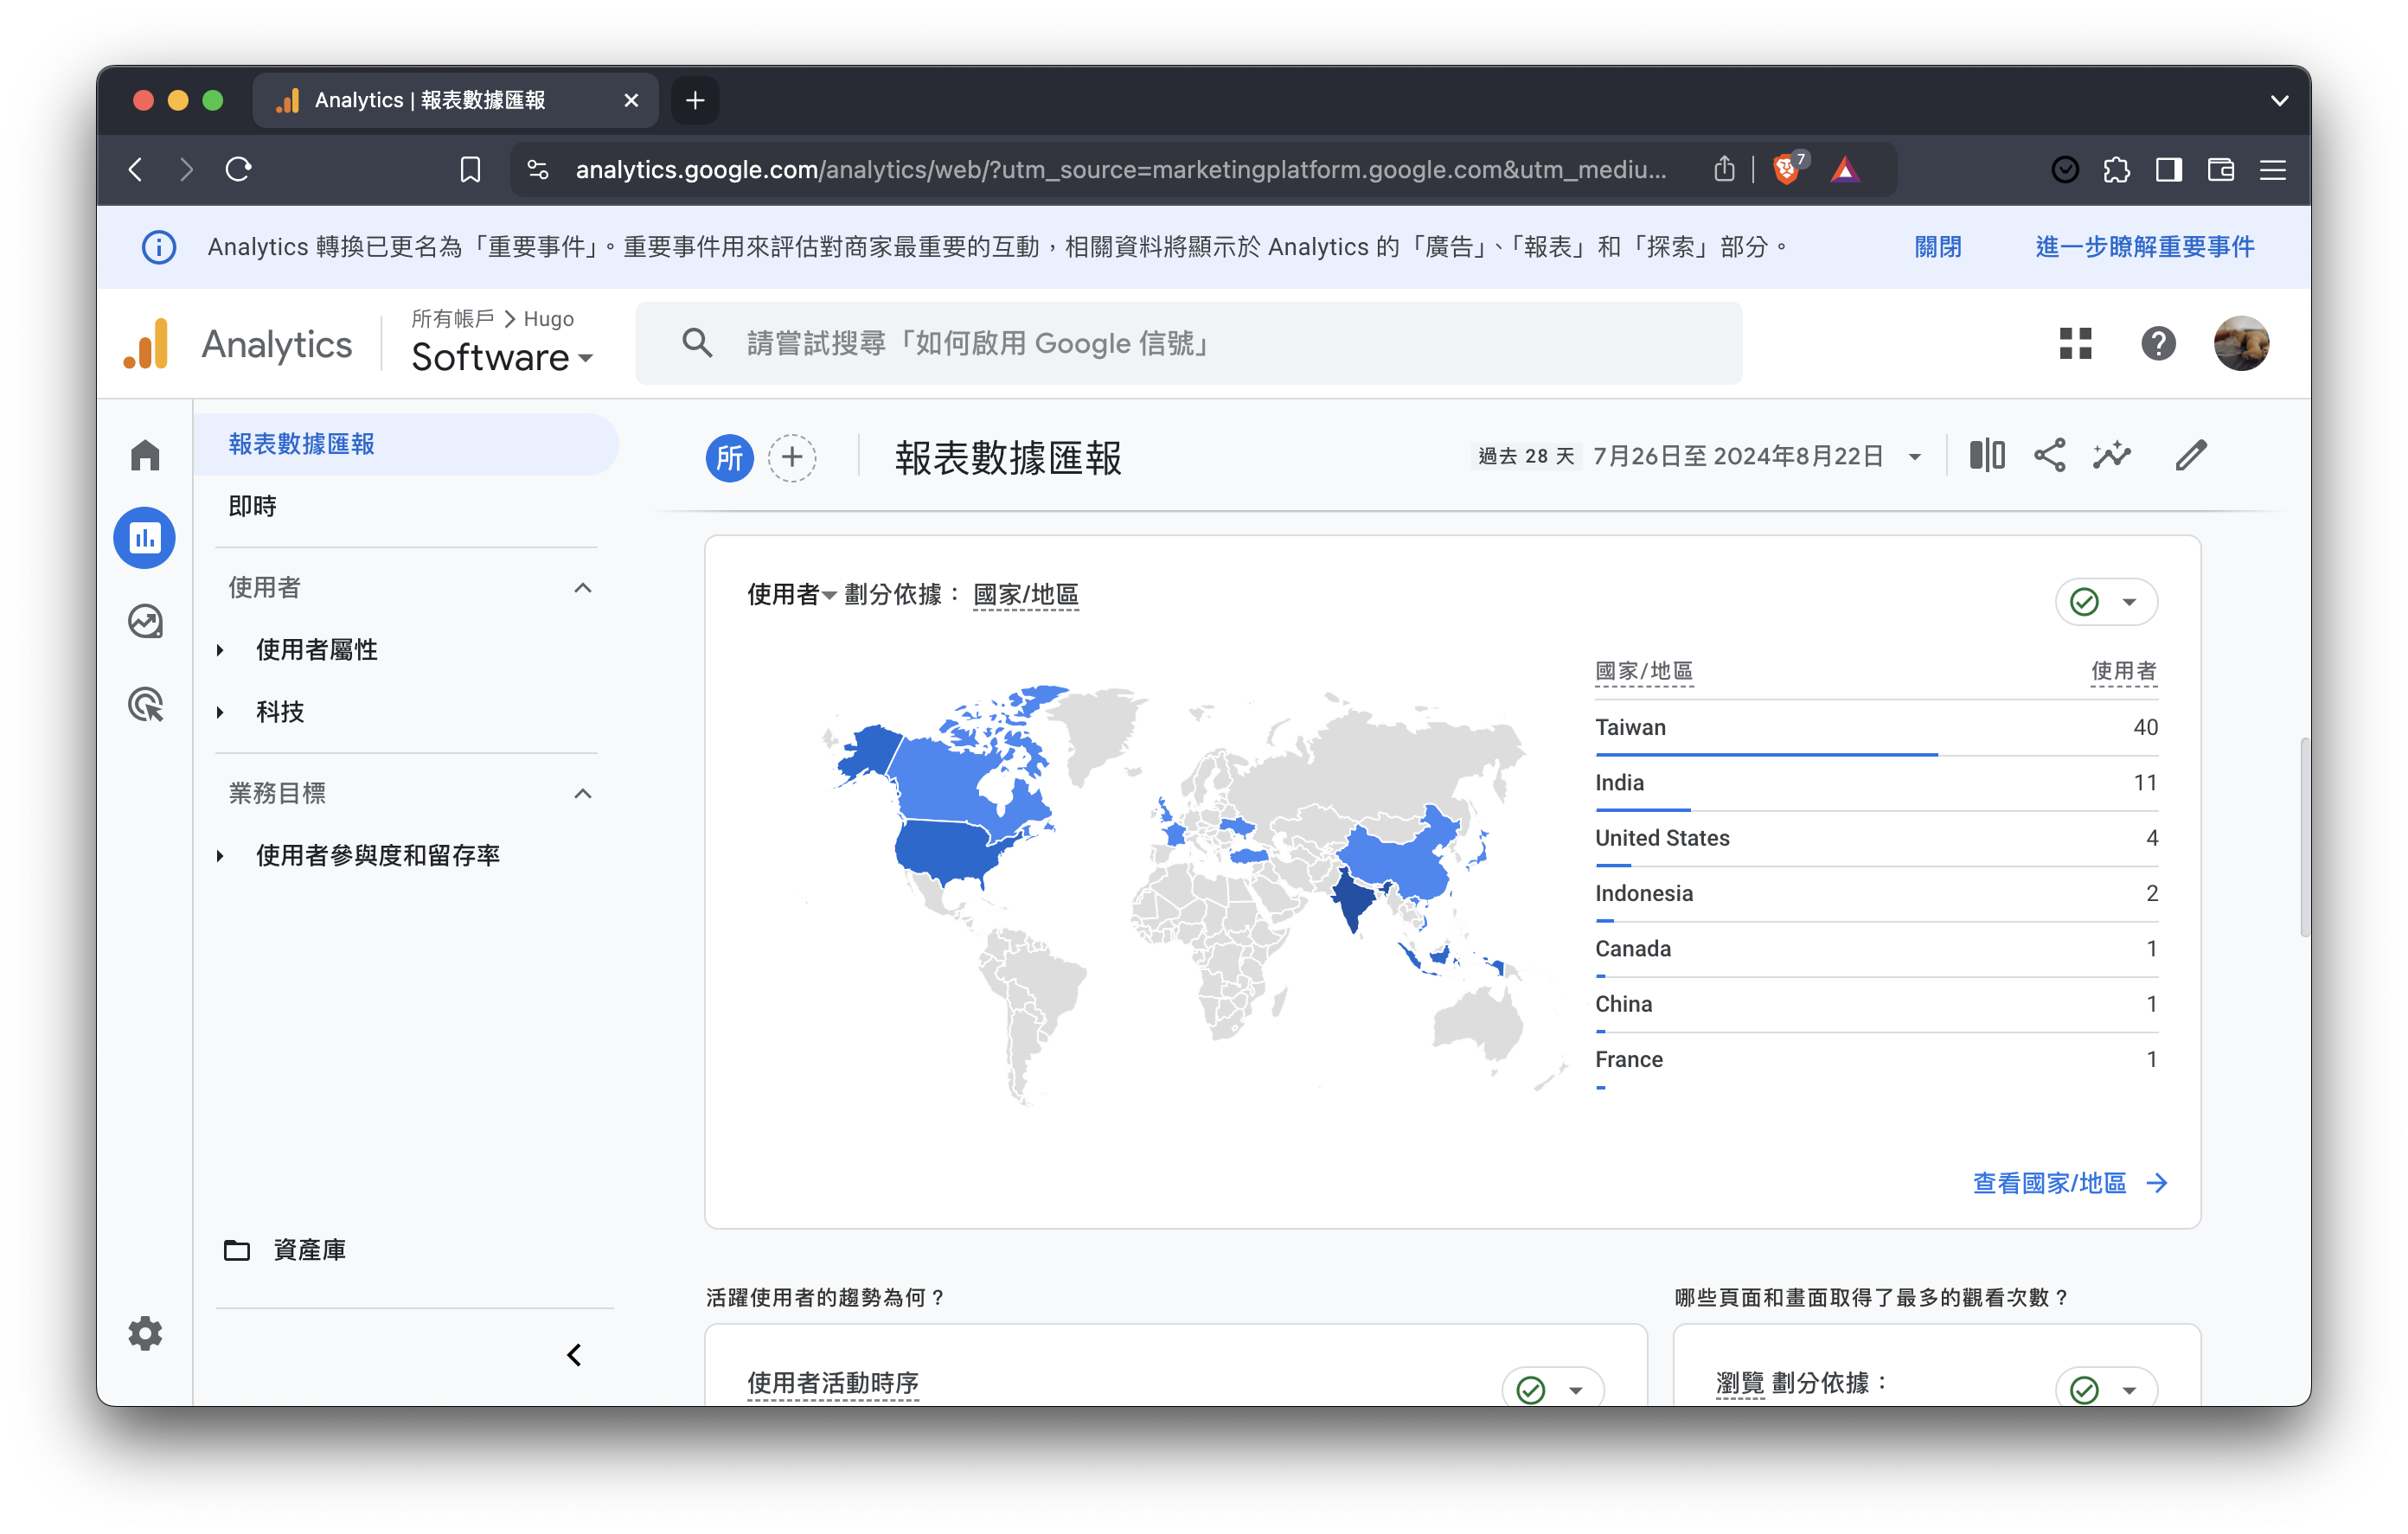 Analytics | 報表數據匯報
analytics.google.com/analytics/web/?utm_source=marketingplatform.google.com&utm_mediu...
7
Analytics 轉換已更名為「重要事件」。重要事件用來評估對商家最重要的互動，相關資料將顯示於 Analytics 的「廣告」、「報表」和「探索」部分。
關閉
進一步瞭解重要事件
Analytics
所有帳戶 > Hugo
Software
請嘗試搜尋「如何啟用 Google 信號」
報表數據匯報
即時
使用者
使用者屬性
科技
業務目標
使用者參與度和留存率
資產庫
所
報表數據匯報
過去 28 天
7月26日至 2024年8月22日
使用者 劃分依據： 國家/地區
國家/地區 使用者
Taiwan 40
India 11
United States 4
Indonesia 2
Canada 1
China 1
France 1
查看國家/地區
活躍使用者的趨勢為何？
使用者活動時序
哪些頁面和畫面取得了最多的觀看次數？
瀏覽 劃分依據：